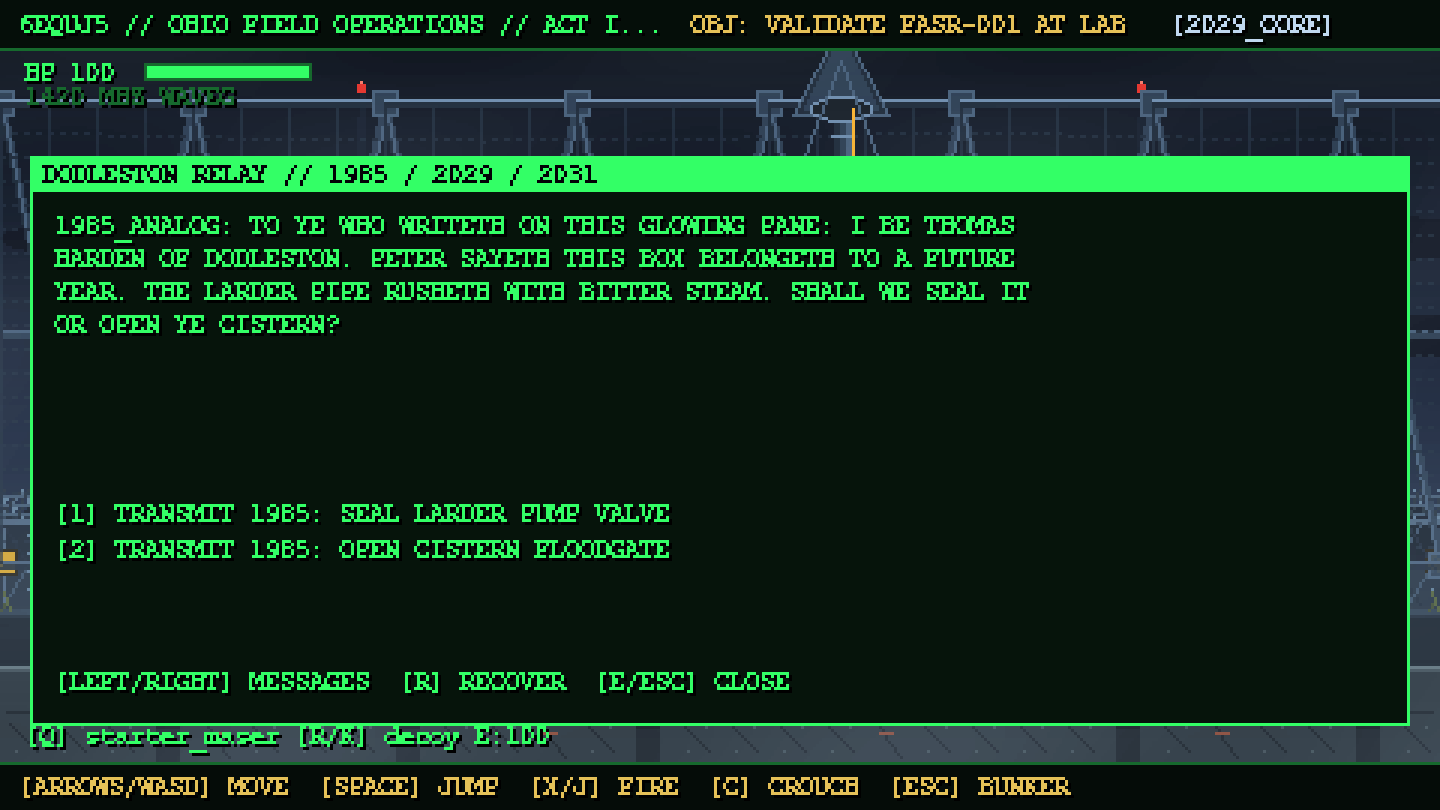 6EQUJ5 // OHIO FIELD OPERATIONS // ACT I... OBJ: VALIDATE FASR-001 AT LAB [2029_CORE]
HP 100
1420 MHZ WAVEG
DODLESTON RELAY // 1985 / 2029 / 2031
1985_ANALOG: TO YE WHO WRITETH ON THIS GLOWING PANE: I BE THOMAS
HARDEN OF DODLESTON. PETER SAYETH THIS BOX BELONGETH TO A FUTURE
YEAR. THE LARDER PIPE RUSHETH WITH BITTER STEAM. SHALL WE SEAL IT
OR OPEN YE CISTERN?
[1] TRANSMIT 1985: SEAL LARDER PUMP VALVE
[2] TRANSMIT 1985: OPEN CISTERN FLOODGATE
[LEFT/RIGHT] MESSAGES [R] RECOVER [E/ESC] CLOSE
[Q] starter_maser [R/K] decoy E:100
[ARROWS/WASD] MOVE [SPACE] JUMP [X/J] FIRE [C] CROUCH [ESC] BUNKER